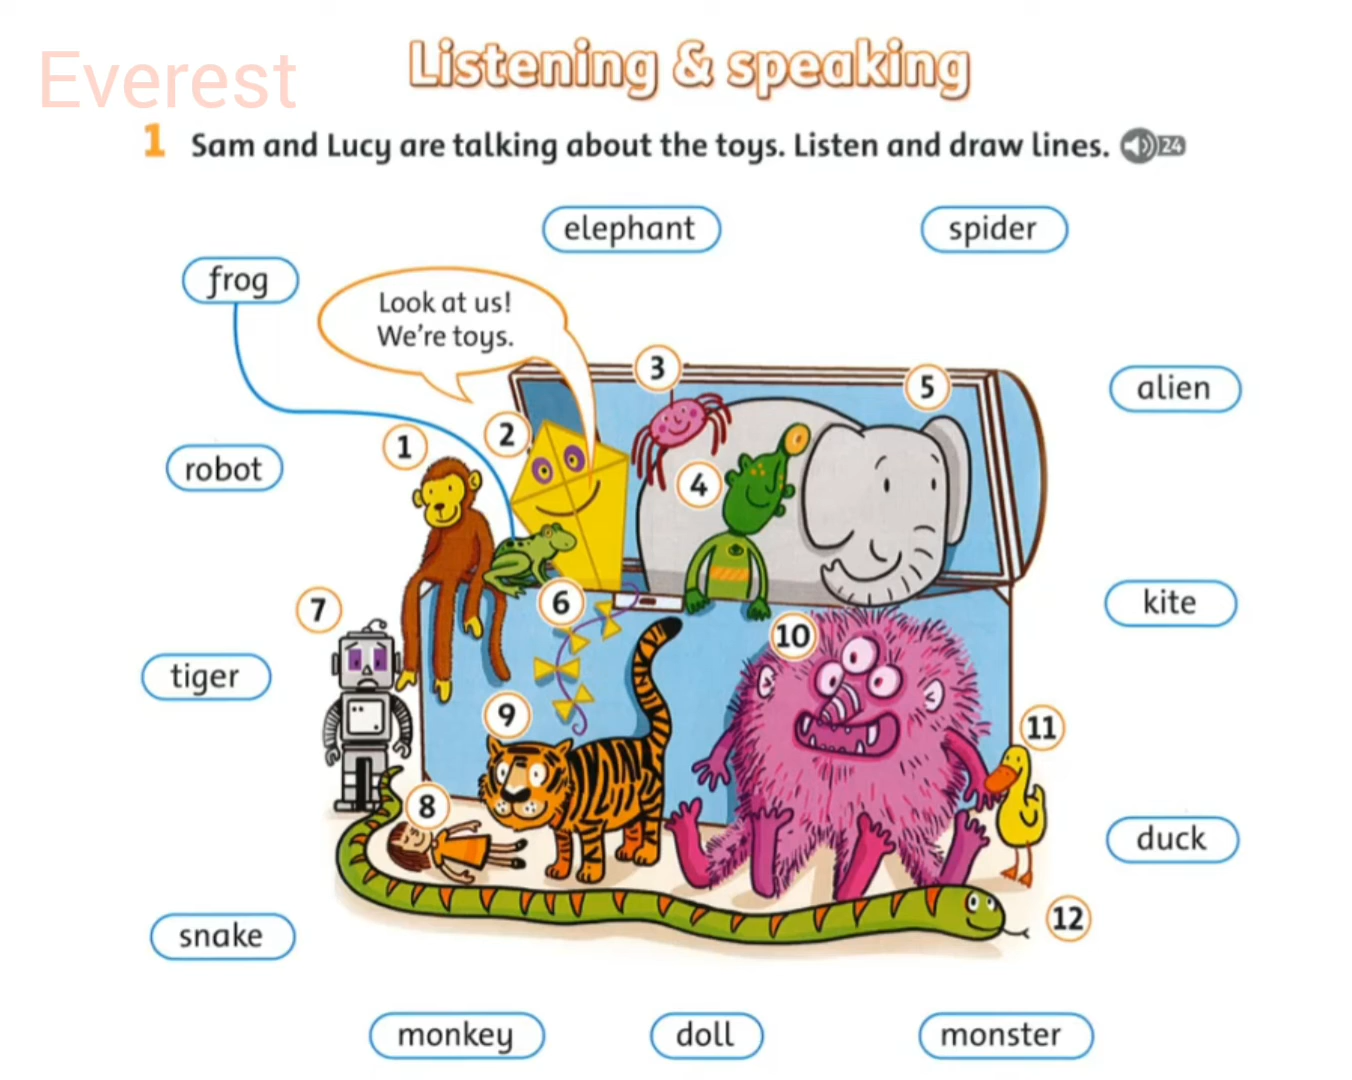 Everest
Listening & speaking
1 Sam and Lucy are talking about the toys. Listen and draw lines. 24
elephant
spider
frog
Look at us!
We're toys.
3
5
alien
1
2
robot
4
7
6
kite
10
tiger
9
11
8
duck
12
snake
monkey
doll
monster